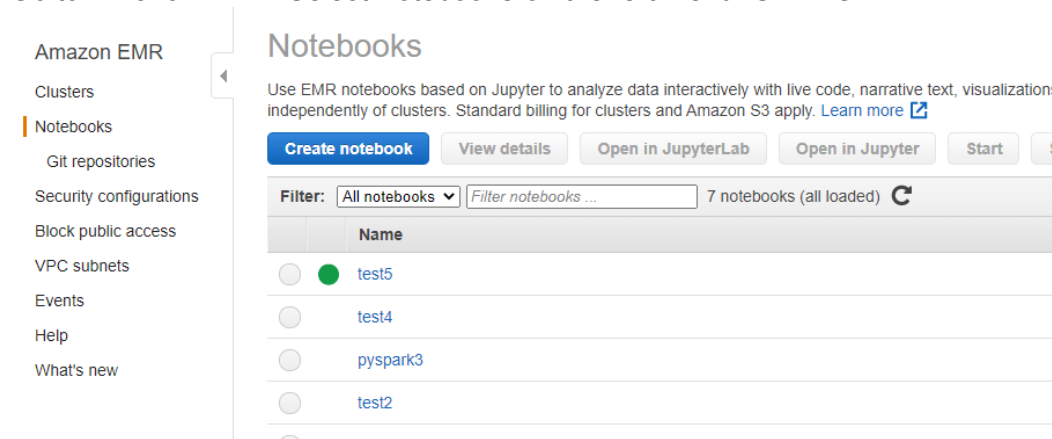 Amazon EMR
Clusters
Notebooks
Git repositories
Security configurations
Block public access
VPC subnets
Events
Help
What's new
Notebooks
Use EMR notebooks based on Jupyter to analyze data interactively with live code, narrative text, visualizations
independently of clusters. Standard billing for clusters and Amazon S3 apply. Learn more
Create notebook View details Open in JupyterLab Open in Jupyter Start
Filter: All notebooks Filter notebooks ... 7 notebooks (all loaded)
Name
test5
test4
pyspark3
test2